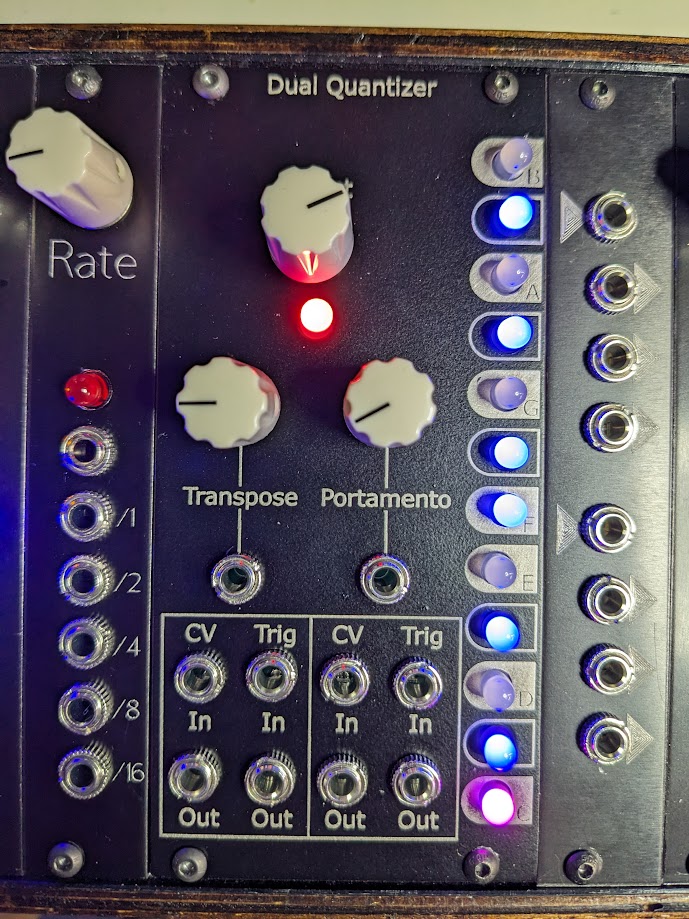 Dual Quantizer
Rate
/1
/2
/4
/8
/16
Transpose
Portamento
CV
Trig
CV
Trig
In
In
In
In
Out
Out
Out
Out
B
A
G
F
E
D
C